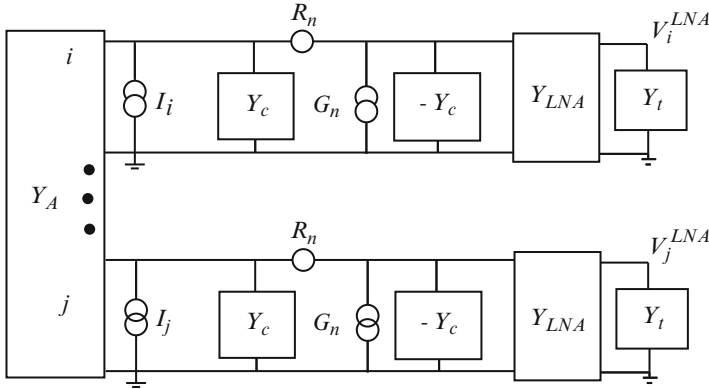 R_n
V_i^{LNA}
i
I_i
Y_c
G_n
- Y_c
Y_{LNA}
Y_t
Y_A
R_n
V_j^{LNA}
j
I_j
Y_c
G_n
- Y_c
Y_{LNA}
Y_t